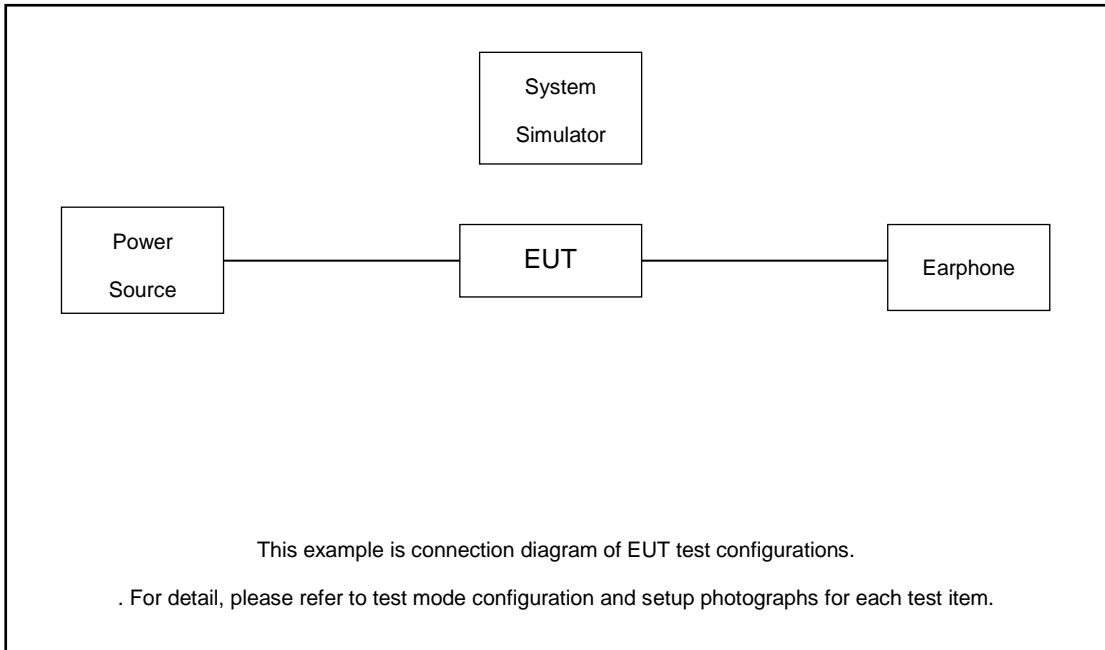 System
Simulator
Power
Source
EUT
Earphone
This example is connection diagram of EUT test configurations.
. For detail, please refer to test mode configuration and setup photographs for each test item.